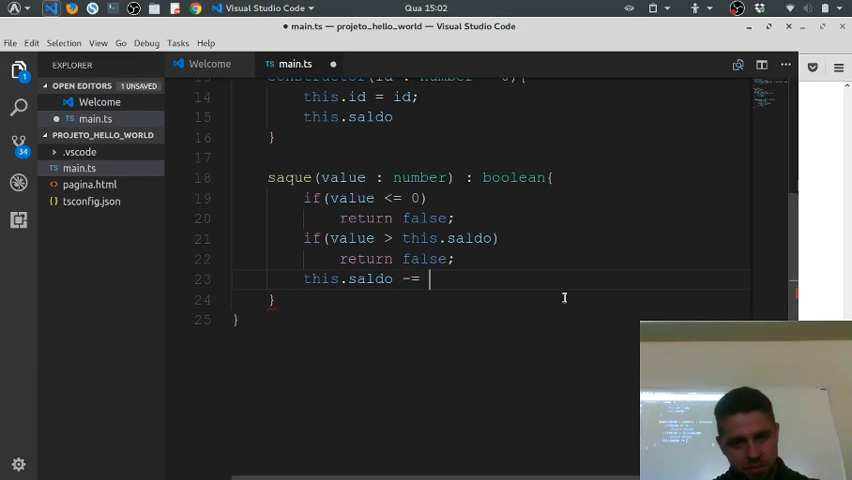 Visual Studio Code
Qua 15:02
main.ts - projeto_hello_world - Visual Studio Code
File Edit Selection View Go Debug Tasks Help
EXPLORER
Welcome
main.ts
OPEN EDITORS 1 UNSAVED
Welcome
main.ts
PROJETO_HELLO_WORLD
.vscode
TS main.ts
pagina.html
tsconfig.json
1
34
14 this.id = id;
15 this.saldo
16 }
17
18 saque(value : number) : boolean{
19 if(value <= 0)
20 return false;
21 if(value > this.saldo)
22 return false;
23 this.saldo -=
24 }
25 }